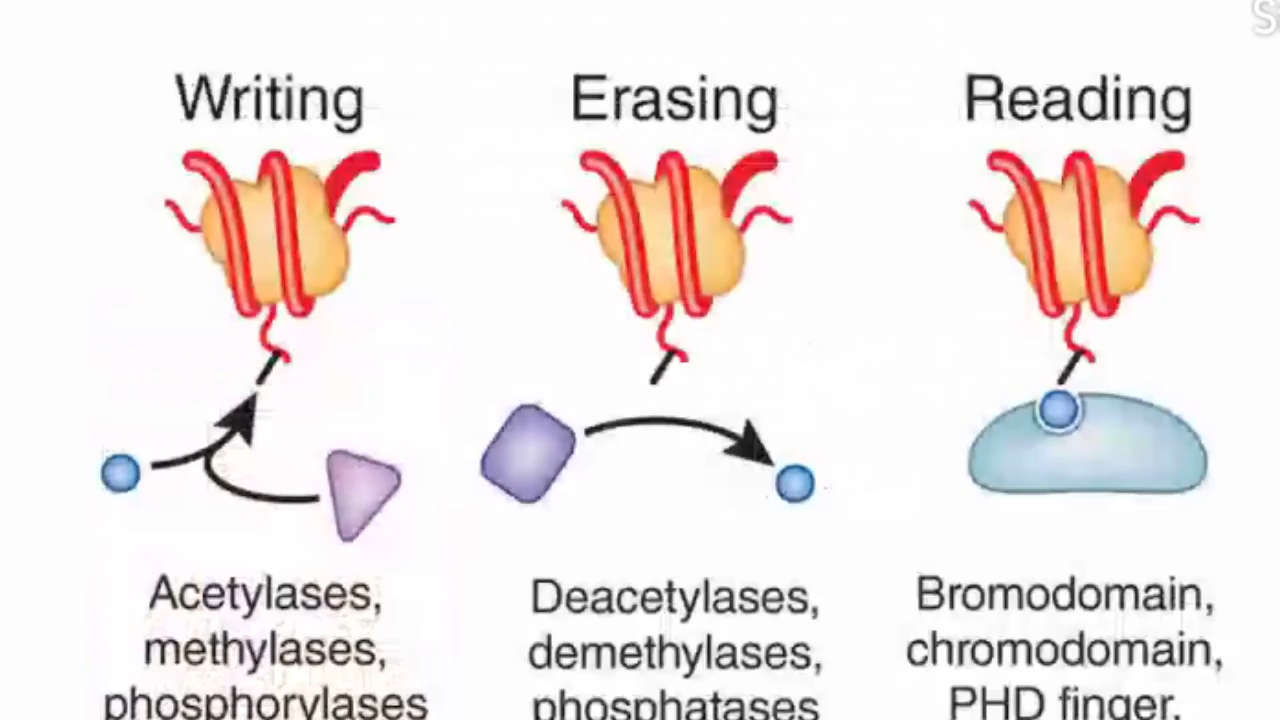 Writing
Acetylases,
methylases,
phosphorylases
Erasing
Deacetylases,
demethylases,
phosphatases
Reading
Bromodomain,
chromodomain,
PHD finger,